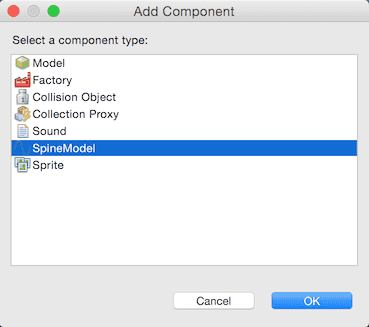 Add Component
Select a component type:
Model
Factory
Collision Object
Collection Proxy
Sound
SpineModel
Sprite
Cancel
OK